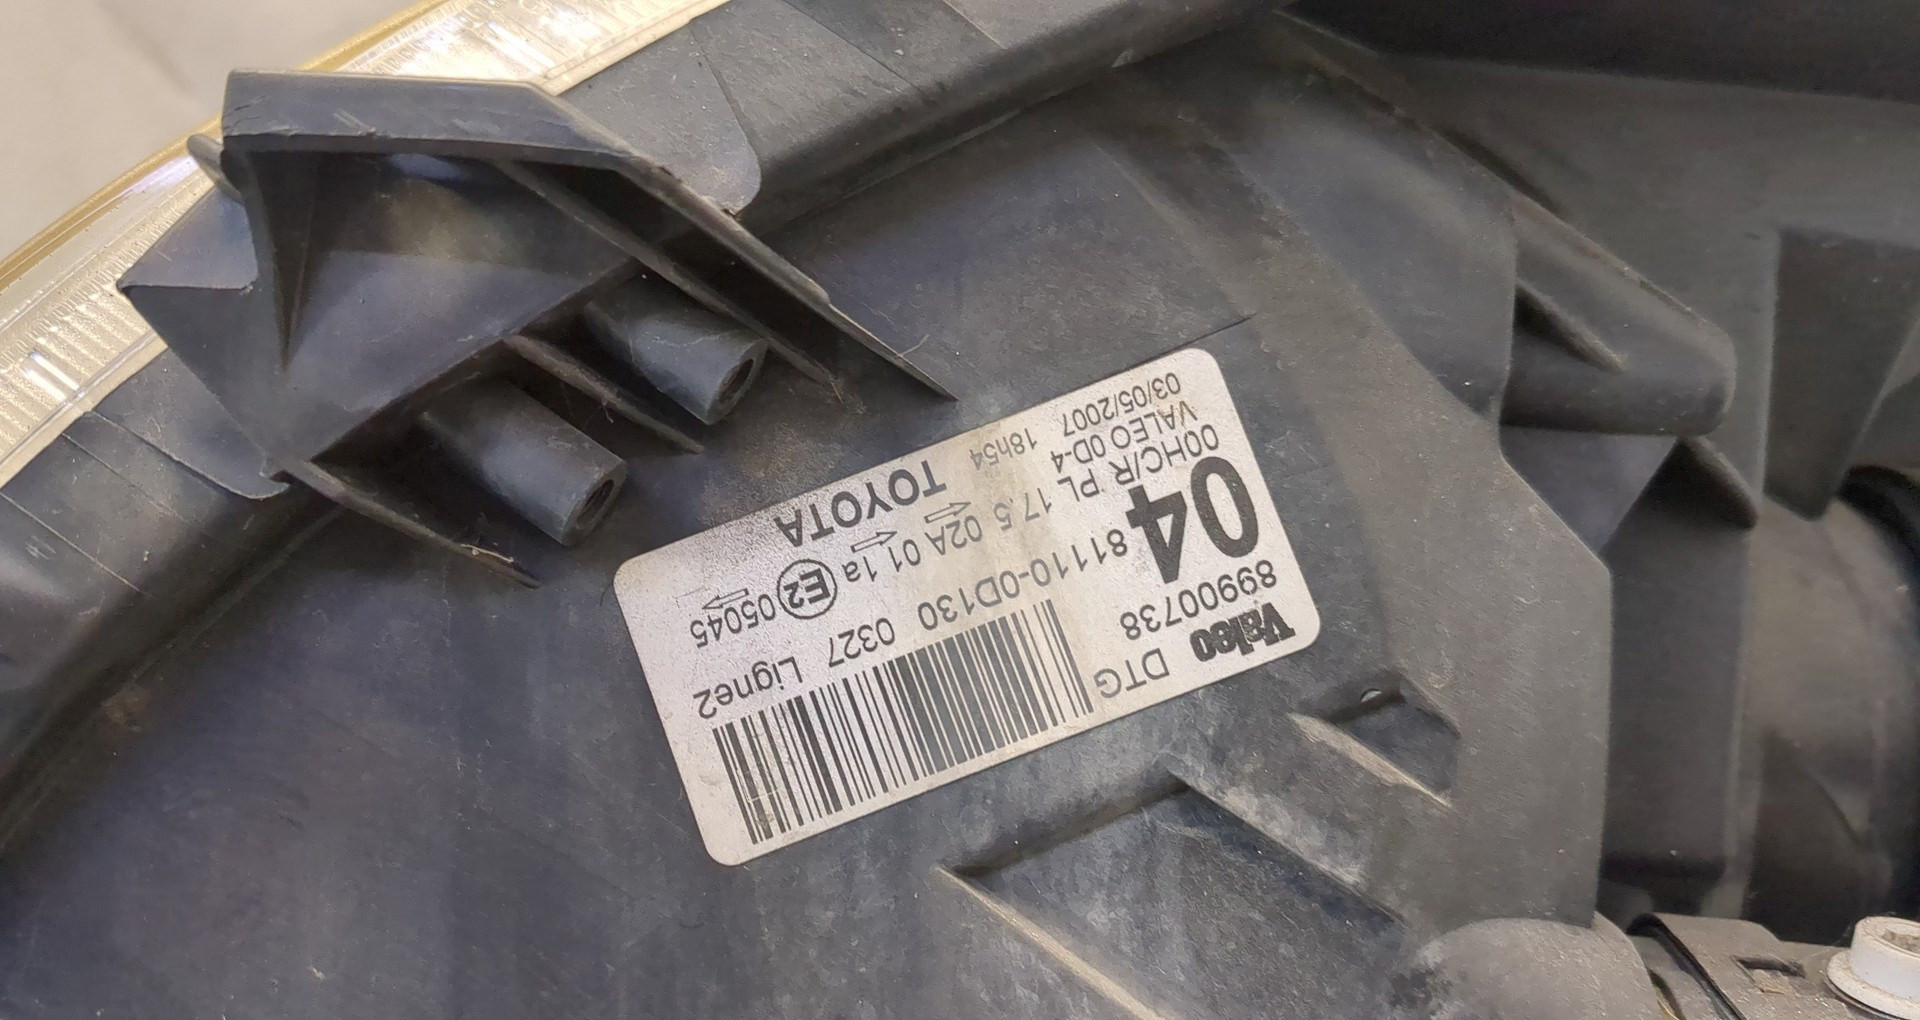 Valeo DTG
89900738
04 81110-0D130 0327 Ligne2
00HC/R PL 17.5 02A 01 1a E2 05045
VALEO 0D-4
03/05/2007 18h54 TOYOTA